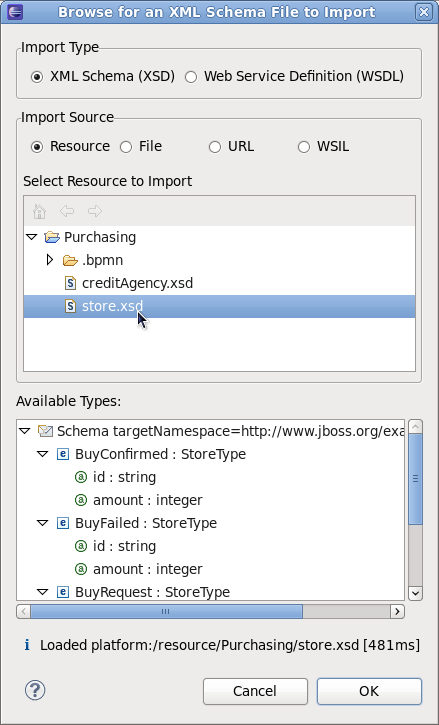 Browse for an XML Schema File to Import
Import Type
XML Schema (XSD) Web Service Definition (WSDL)
Import Source
Resource File URL WSIL
Select Resource to Import
Purchasing
.bpmn
creditAgency.xsd
store.xsd
Available Types:
Schema targetNamespace=http://www.jboss.org/exa
BuyConfirmed : StoreType
id : string
amount : integer
BuyFailed : StoreType
id : string
amount : integer
BuyRequest : StoreType
Loaded platform:/resource/Purchasing/store.xsd [481ms]
Cancel OK